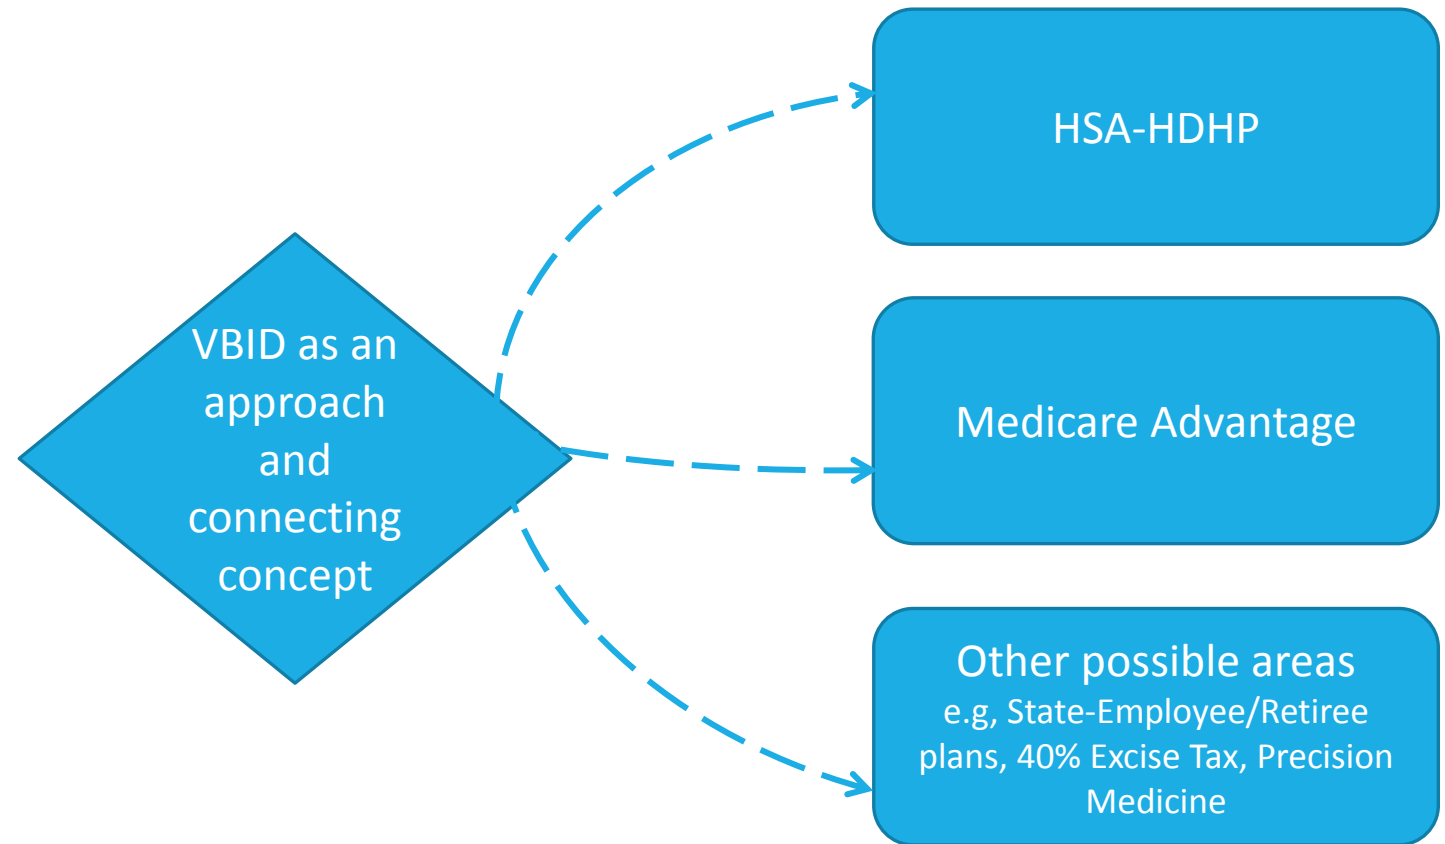 VBID as an
approach
and
connecting
concept
HSA-HDHP
Medicare Advantage
Other possible areas
e.g, State-Employee/Retiree
plans, 40% Excise Tax, Precision
Medicine